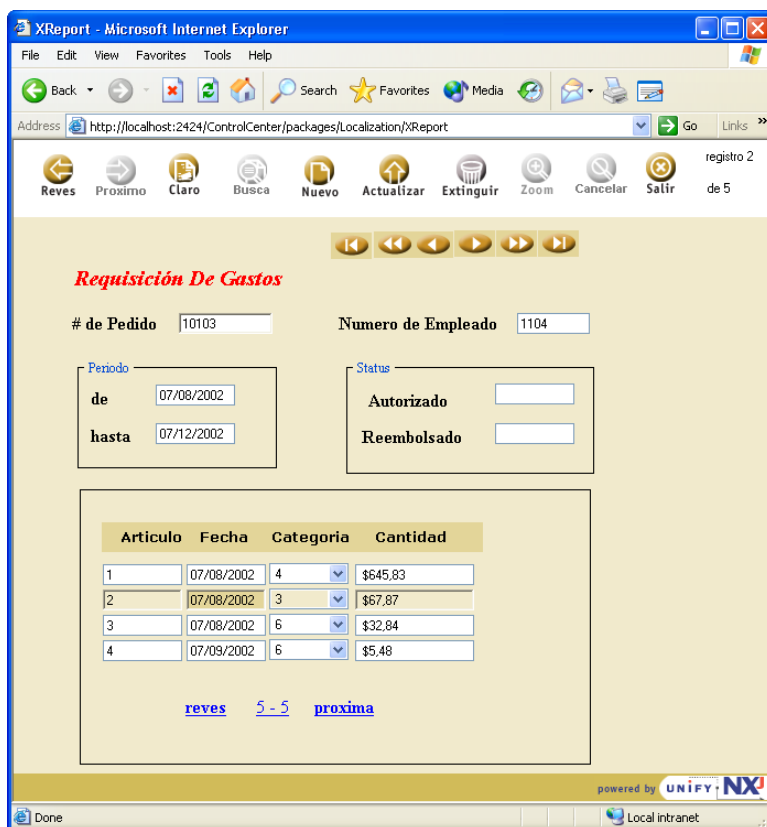 XReport - Microsoft Internet Explorer
File Edit View Favorites Tools Help
Back Search Favorites Media
Address http://localhost:2424/ControlCenter/packages/Localization/XReport Go Links »
Reves Proximo Claro Busca Nuevo Actualizar Extinguir Zoom Cancelar Salir registro 2
de 5
Requisición De Gastos
# de Pedido 10103 Numero de Empleado 1104
Periodo Status
de 07/08/2002 Autorizado
hasta 07/12/2002 Reembolsado
Articulo Fecha Categoria Cantidad
1 07/08/2002 4 $645,83
2 07/08/2002 3 $67,87
3 07/08/2002 6 $32,84
4 07/09/2002 6 $5,48
reves 5 - 5 proxima
powered by UNIFY NXJ
Done Local intranet